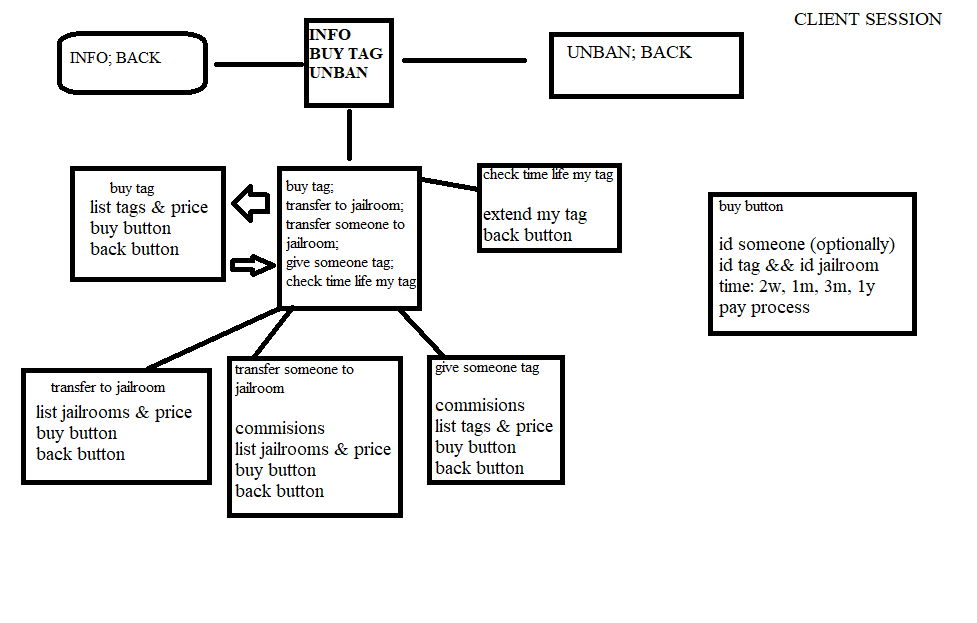 CLIENT SESSION
INFO; BACK
INFO
BUY TAG
UNBAN
UNBAN; BACK
buy tag
list tags & price
buy button
back button
buy tag;
transfer to jailroom;
transfer someone to
jailroom;
give someone tag;
check time life my tag
check time life my tag
extend my tag
back button
buy button
id someone (optionally)
id tag && id jailroom
time: 2w, 1m, 3m, 1y
pay process
transfer to jailroom
list jailrooms & price
buy button
back button
transfer someone to
jailroom
commisions
list jailrooms & price
buy button
back button
give someone tag
commisions
list tags & price
buy button
back button